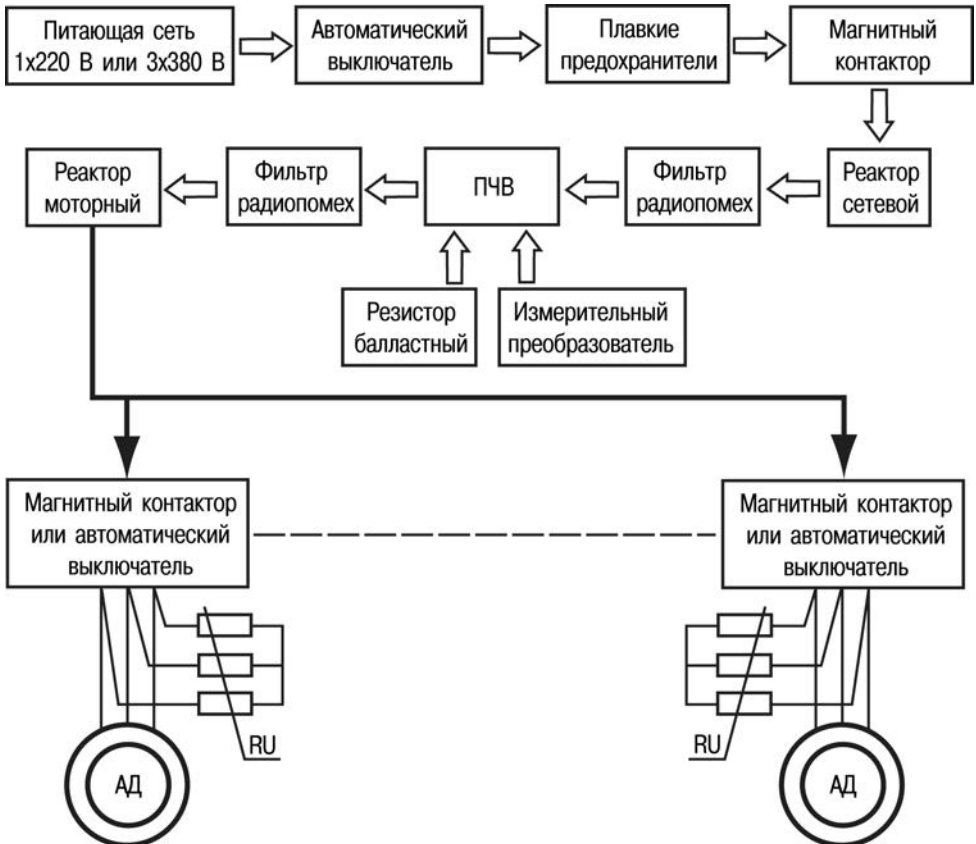 Питающая сеть
1х220 В или 3х380 В
Автоматический
выключатель
Плавкие
предохранители
Магнитный
контактор
Реактор
моторный
Фильтр
радиопомех
ПЧВ
Фильтр
радиопомех
Реактор
сетевой
Резистор
балластный
Измерительный
преобразователь
Магнитный контактор
или автоматический
выключатель
Магнитный контактор
или автоматический
выключатель
RU
RU
АД
АД